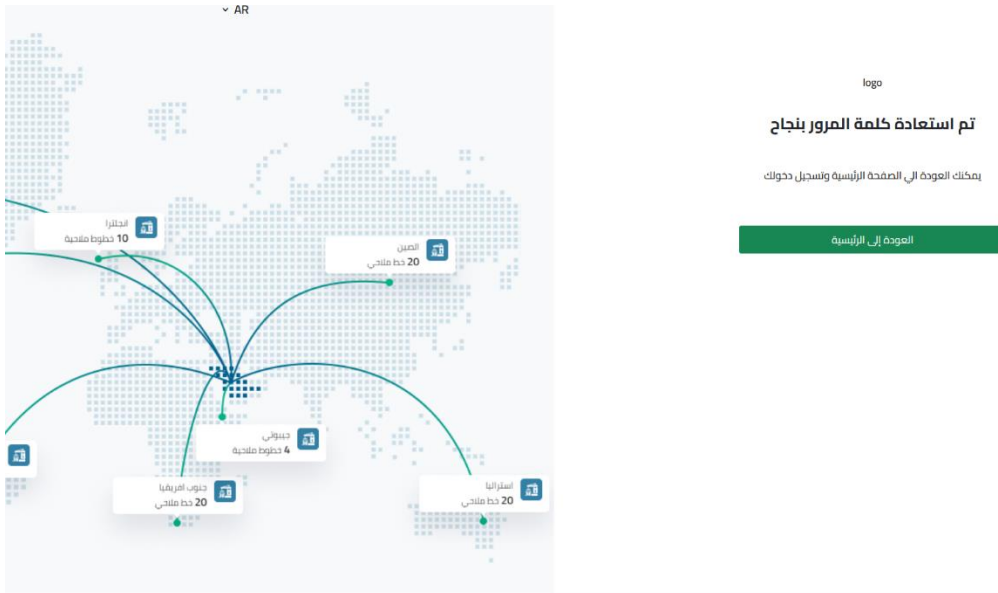 AR
logo
تم استعادة كلمة المرور بنجاح
يمكنك العودة الي الصفحة الرئيسية وتسجيل دخولك
العودة إلى الرئيسية
انجلترا
10 خطوط ملاحية
الصين
20 خط ملاحي
جيبوتي
4 خطوط ملاحية
جنوب افريقيا
20 خط ملاحي
استراليا
20 خط ملاحي